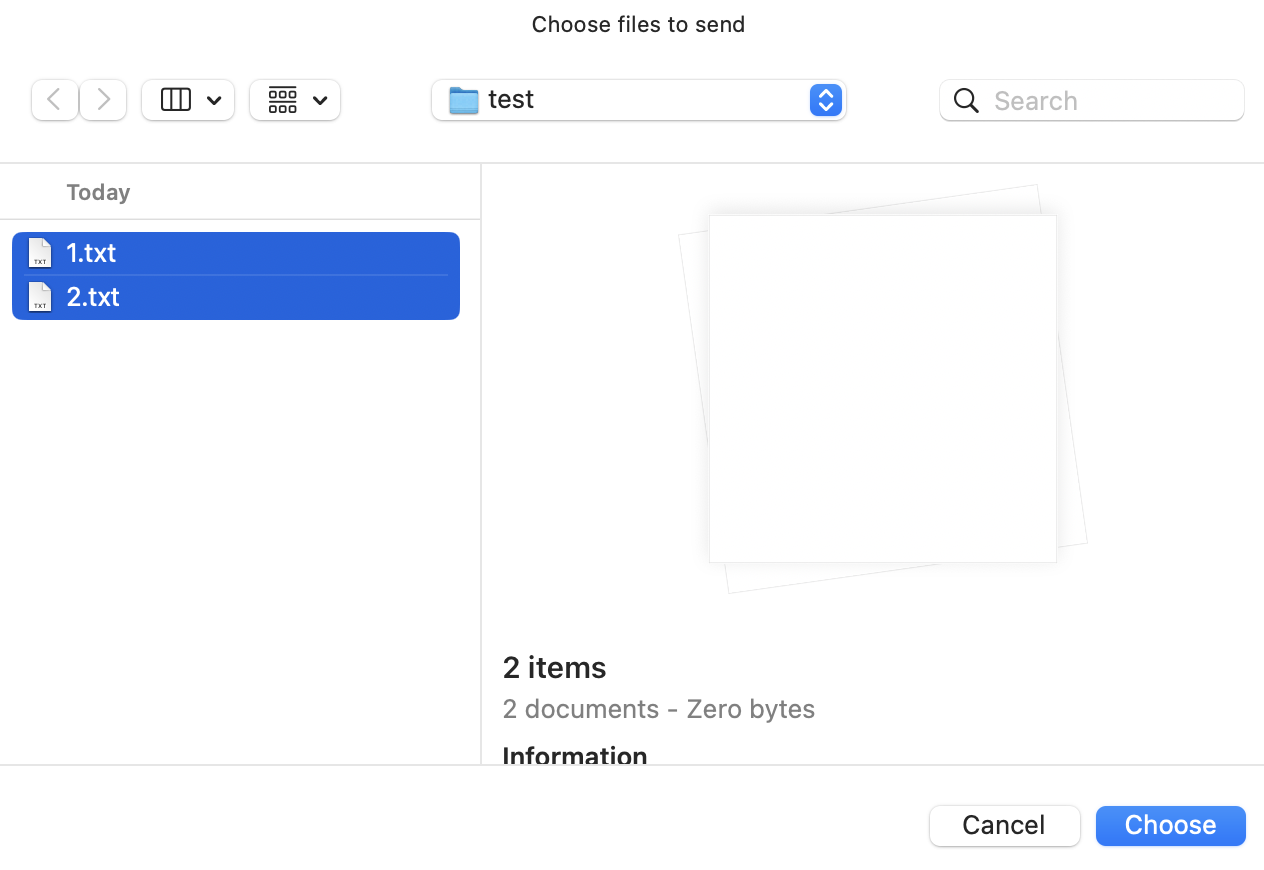 Choose files to send
test
Search
Today
TXT 1.txt
TXT 2.txt
2 items
2 documents - Zero bytes
Information
Cancel
Choose